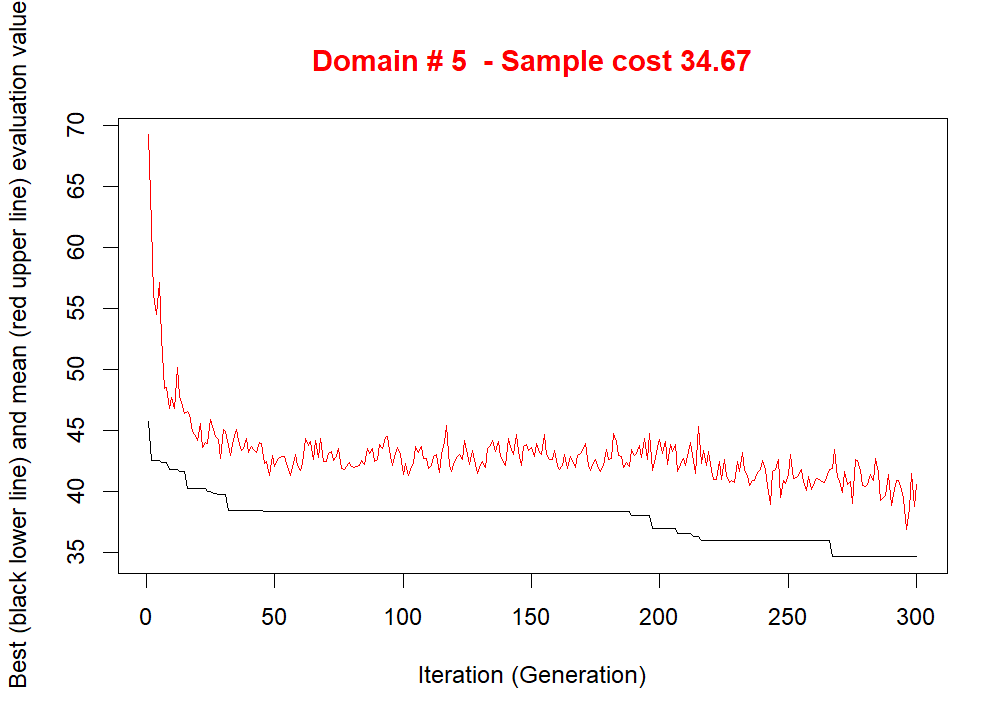 Domain # 5  - Sample cost 34.67
Best (black lower line) and mean (red upper line) evaluation value
70
65
60
55
50
45
40
35
0 50 100 150 200 250 300
Iteration (Generation)